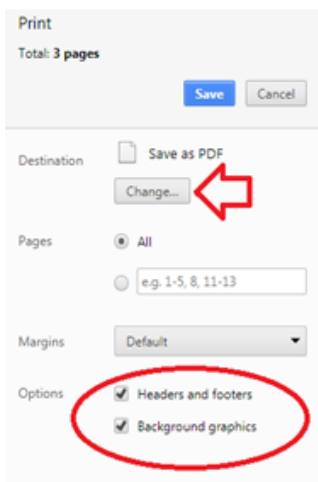 Print
Total: 3 pages
Save Cancel
Destination Save as PDF
Change...
Pages All
e.g. 1-5, 8, 11-13
Margins Default
Options Headers and footers
Background graphics